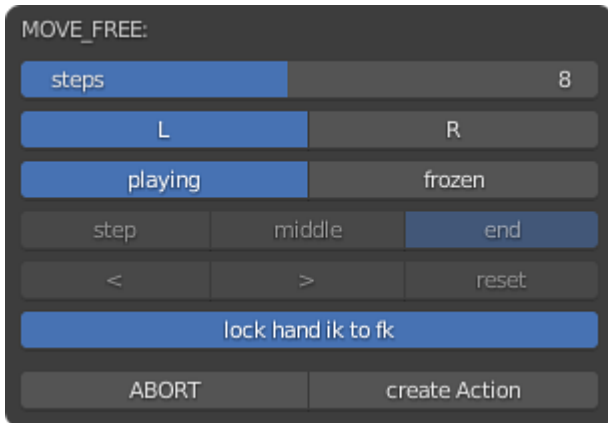 MOVE_FREE:
steps 8
L R
playing frozen
step middle end
< > reset
lock hand ik to fk
ABORT create Action